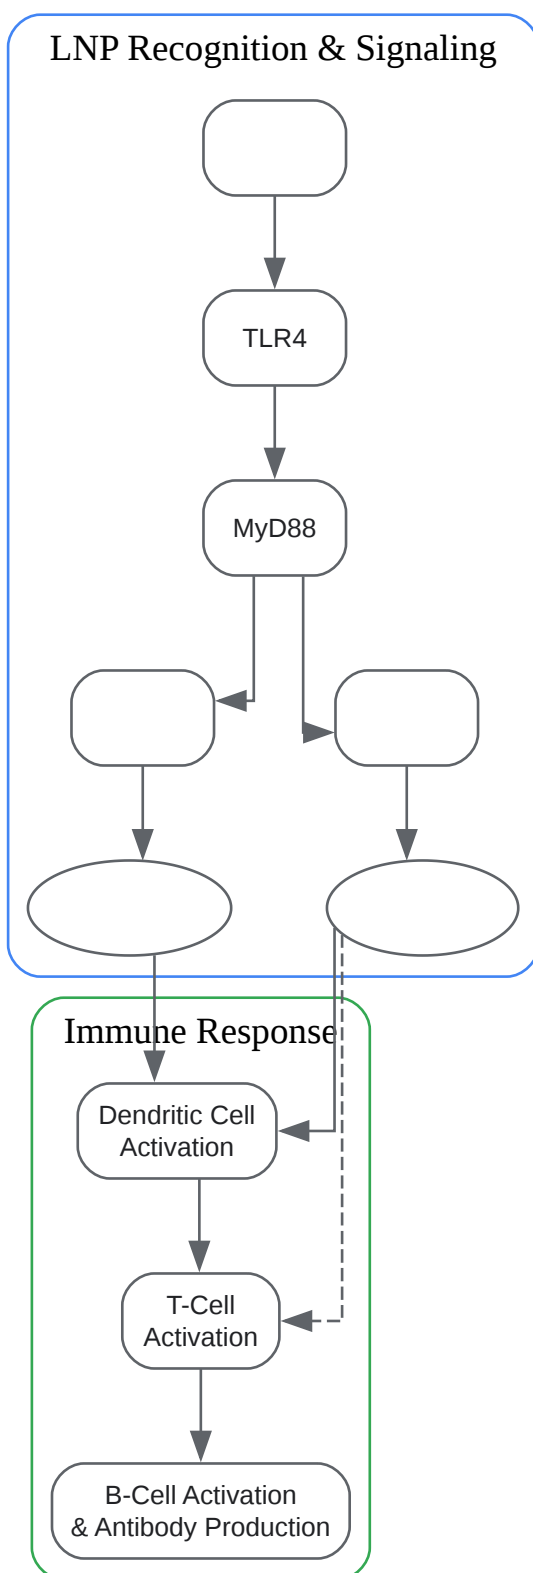 LNP Recognition & Signaling
TLR4
MyD88
Immune Response
Dendritic Cell
Activation
T-Cell
Activation
B-Cell Activation
& Antibody Production